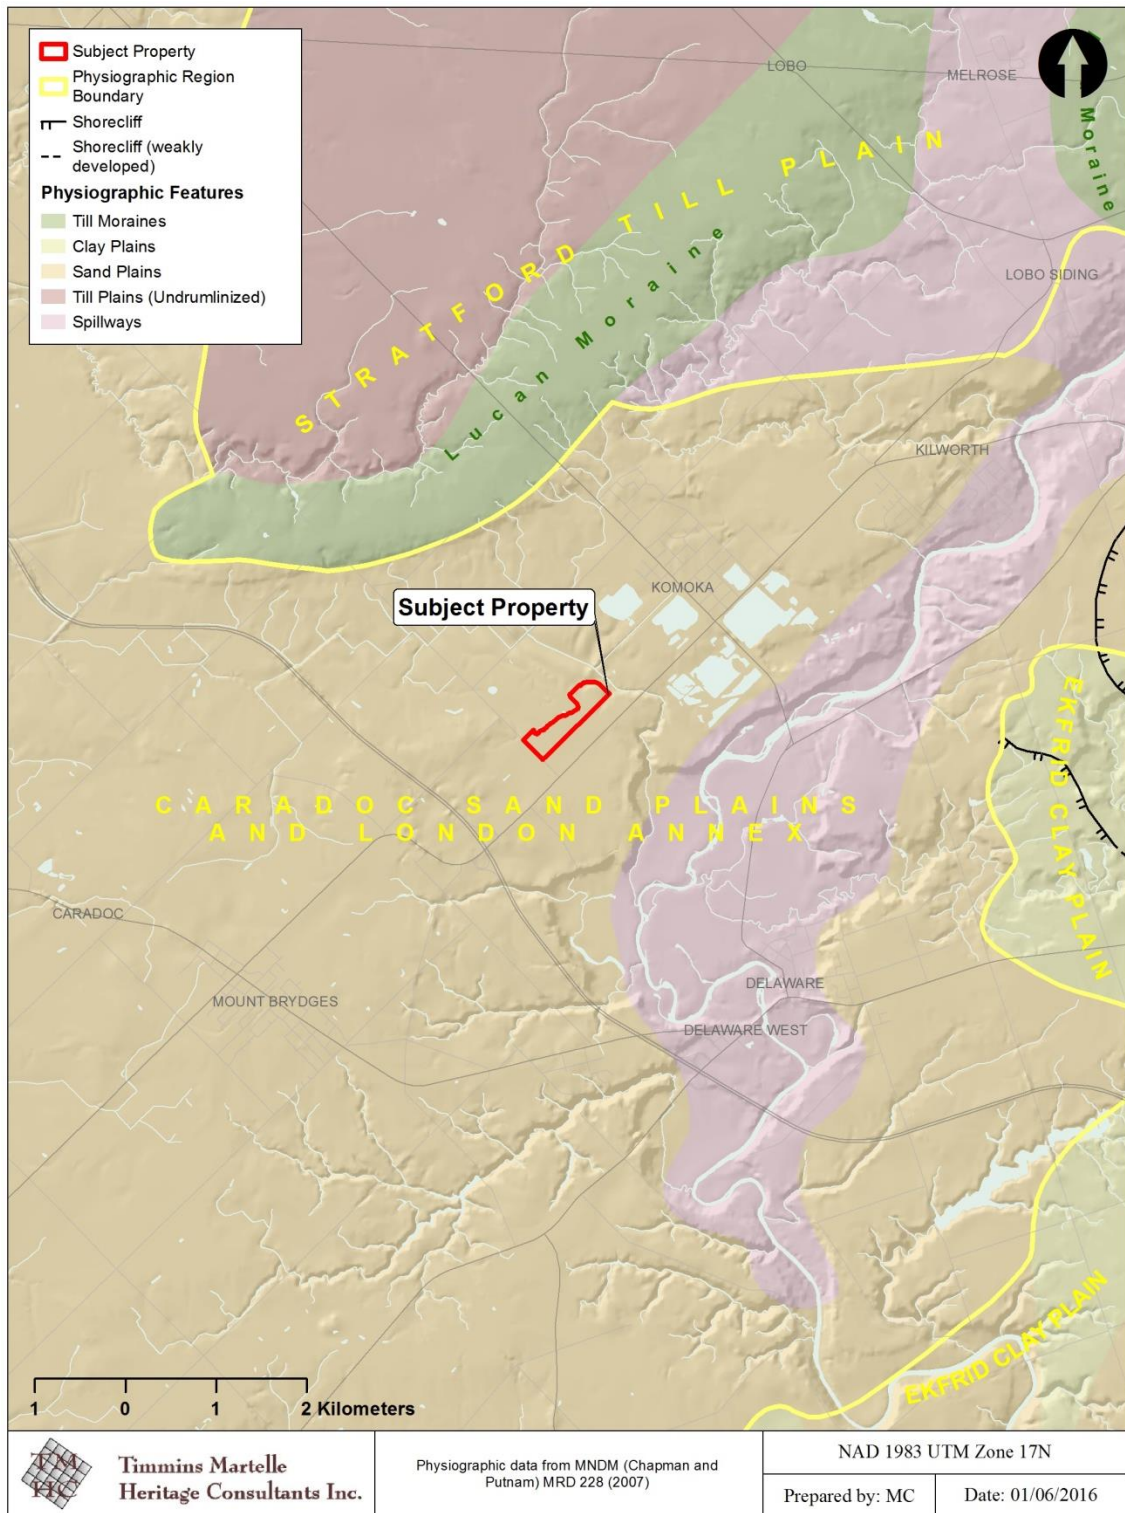 Subject Property
Physiographic Region
Boundary
Shorecliff
Shorecliff (weakly
developed)
Physiographic Features
Till Moraines
Clay Plains
Sand Plains
Till Plains (Undrumlinized)
Spillways
LOBO
MELROSE
Moraine
STRATFORD TILL PLAIN
Lucan Moraine
LOBO SIDING
KILWORTH
KOMOKA
Subject Property
EKFRID CLAY PLAIN
CARADOC SAND PLAINS
AND LONDON ANNEX
CARADOC
MOUNT BRYDGES
DELAWARE
DELAWARE WEST
EKFRID CLAY PLAIN
1 0 1 2 Kilometers
TM
HC
Timmins Martelle
Heritage Consultants Inc.
Physiographic data from MNDM (Chapman and
Putnam) MRD 228 (2007)
NAD 1983 UTM Zone 17N
Prepared by: MC
Date: 01/06/2016